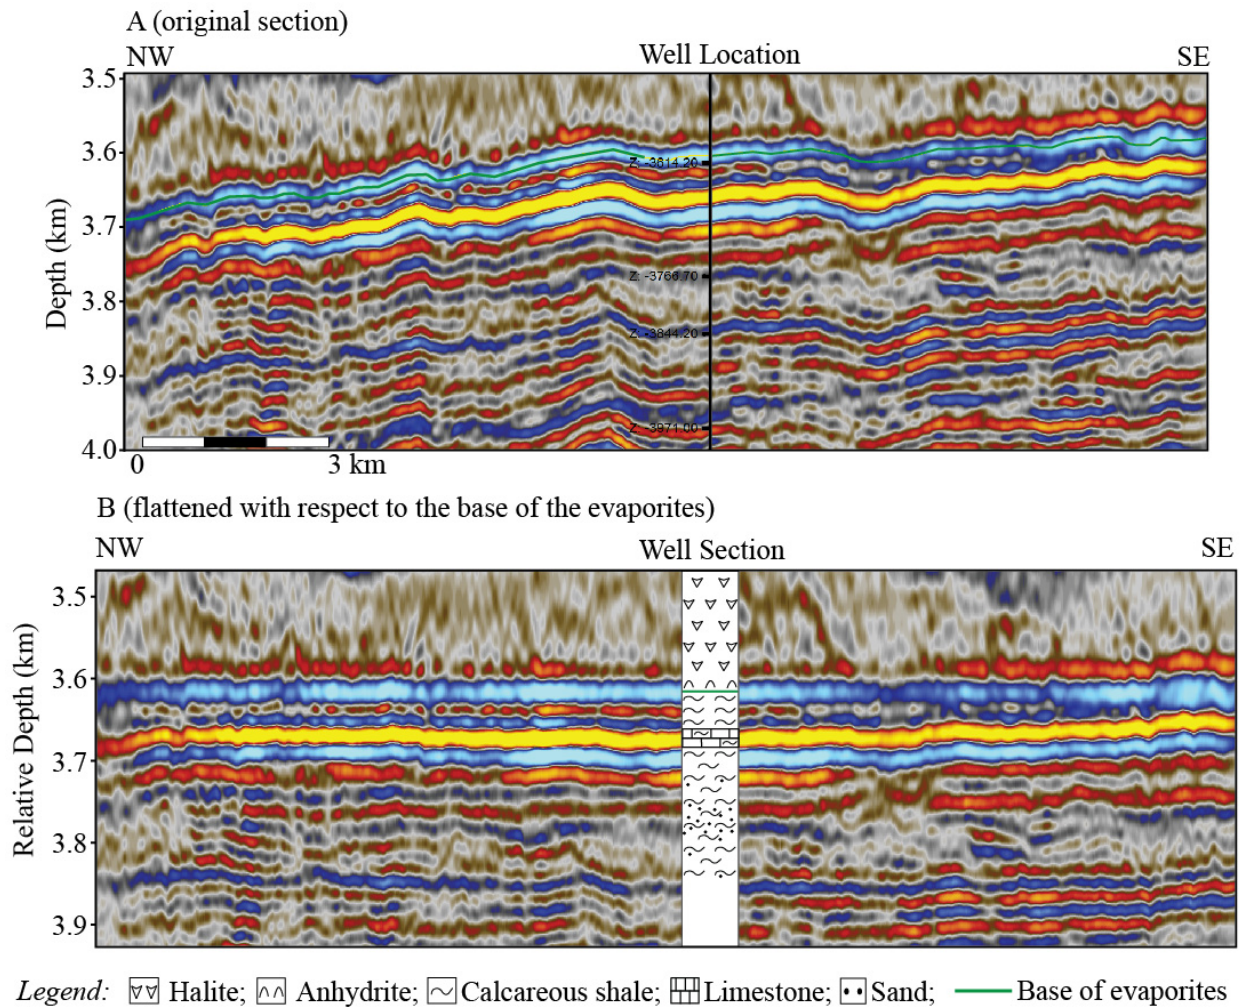 A (original section)
NW Well Location SE
3.5
3.6
Z: -3614.20
3.7
Z: -3766.70
3.8
Z: -3844.20
3.9
Z: -3971.00
4.0
Depth (km)
0 3 km
B (flattened with respect to the base of the evaporites)
NW Well Section SE
3.5
3.6
3.7
3.8
3.9
Relative Depth (km)
Legend: Halite; Anhydrite; Calcareous shale; Limestone; Sand; Base of evaporites